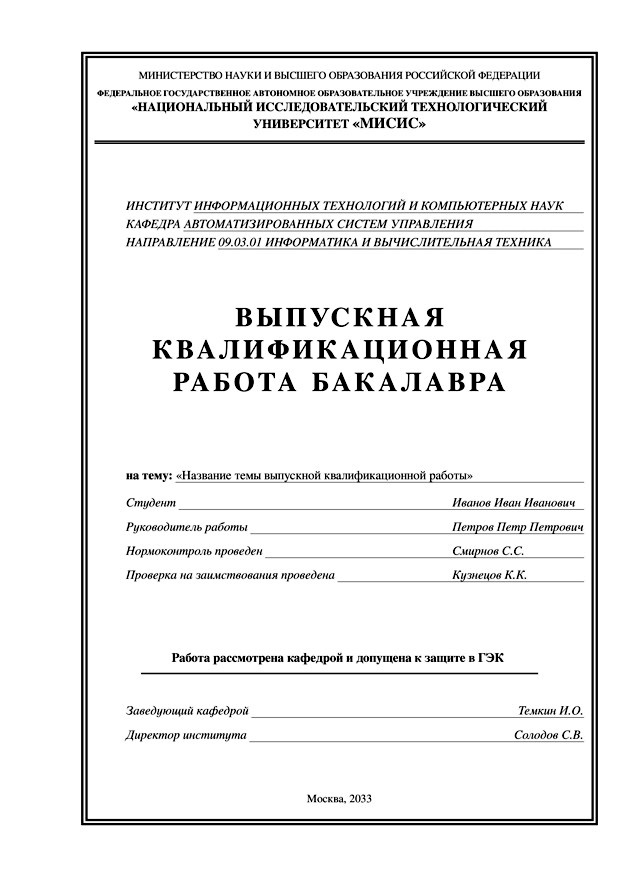 МИНИСТЕРСТВО НАУКИ И ВЫСШЕГО ОБРАЗОВАНИЯ РОССИЙСКОЙ ФЕДЕРАЦИИ
ФЕДЕРАЛЬНОЕ ГОСУДАРСТВЕННОЕ АВТОНОМНОЕ ОБРАЗОВАТЕЛЬНОЕ УЧРЕЖДЕНИЕ ВЫСШЕГО ОБРАЗОВАНИЯ
«НАЦИОНАЛЬНЫЙ ИССЛЕДОВАТЕЛЬСКИЙ ТЕХНОЛОГИЧЕСКИЙ
УНИВЕРСИТЕТ «МИСИС»
ИНСТИТУТ ИНФОРМАЦИОННЫХ ТЕХНОЛОГИЙ И КОМПЬЮТЕРНЫХ НАУК
КАФЕДРА АВТОМАТИЗИРОВАННЫХ СИСТЕМ УПРАВЛЕНИЯ
НАПРАВЛЕНИЕ 09.03.01 ИНФОРМАТИКА И ВЫЧИСЛИТЕЛЬНАЯ ТЕХНИКА
ВЫПУСКНАЯ
КВАЛИФИКАЦИОННАЯ
РАБОТА БАКАЛАВРА
на тему: «Название темы выпускной квалификационной работы»
Студент Иванов Иван Иванович
Руководитель работы Петров Петр Петрович
Нормоконтроль проведен Смирнов С.С.
Проверка на заимствования проведена Кузнецов К.К.
Работа рассмотрена кафедрой и допущена к защите в ГЭК
Заведующий кафедрой Темкин И.О.
Директор института Солодов С.В.
Москва, 2033